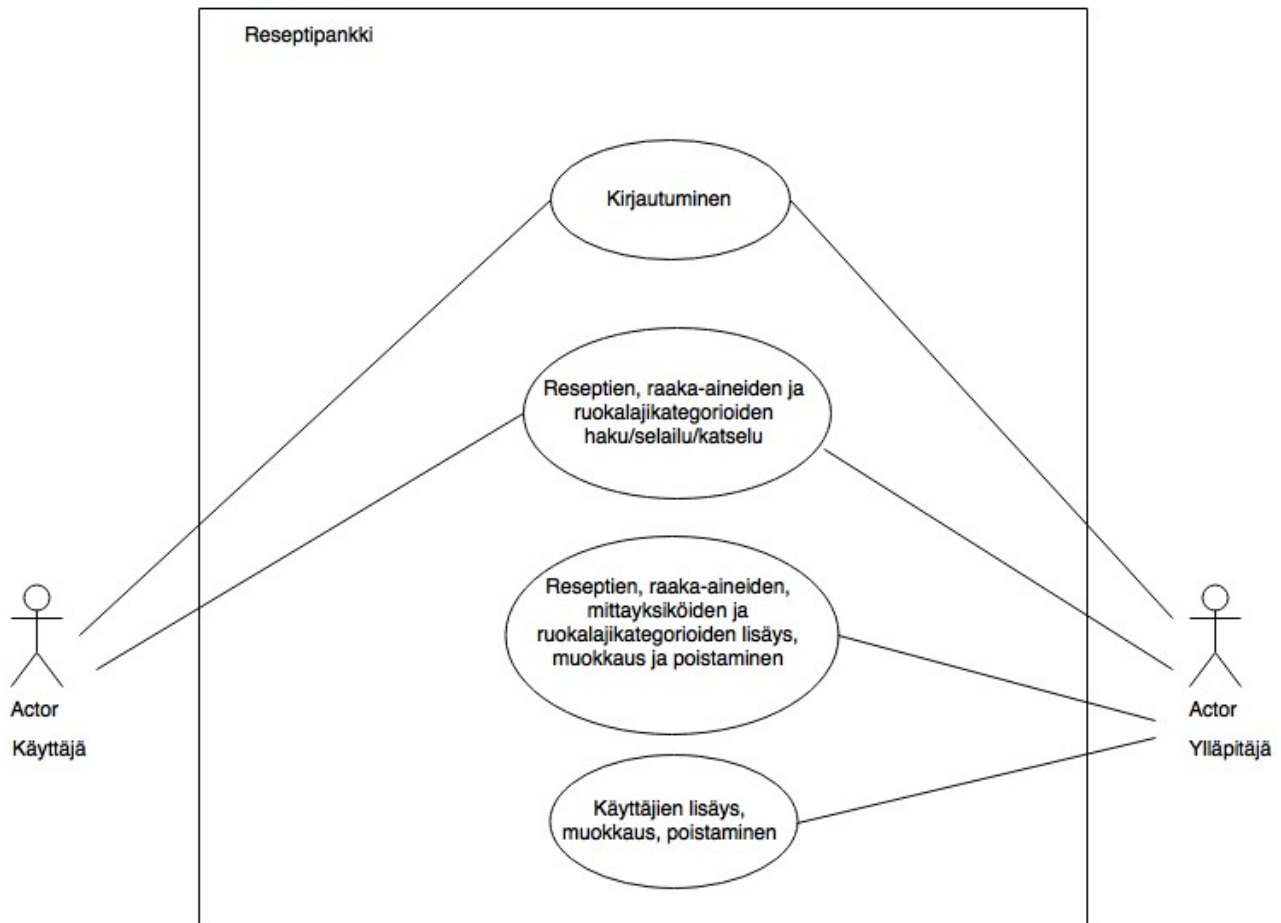 Reseptipankki
Kirjautuminen
Reseptien, raaka-aineiden ja
ruokalajikategorioiden
haku/selailu/katselu
Reseptien, raaka-aineiden,
mittayksiköiden ja
ruokalajikategorioiden lisäys,
muokkaus ja poistaminen
Käyttäjien lisäys,
muokkaus, poistaminen
Actor
Käyttäjä
Actor
Ylläpitäjä